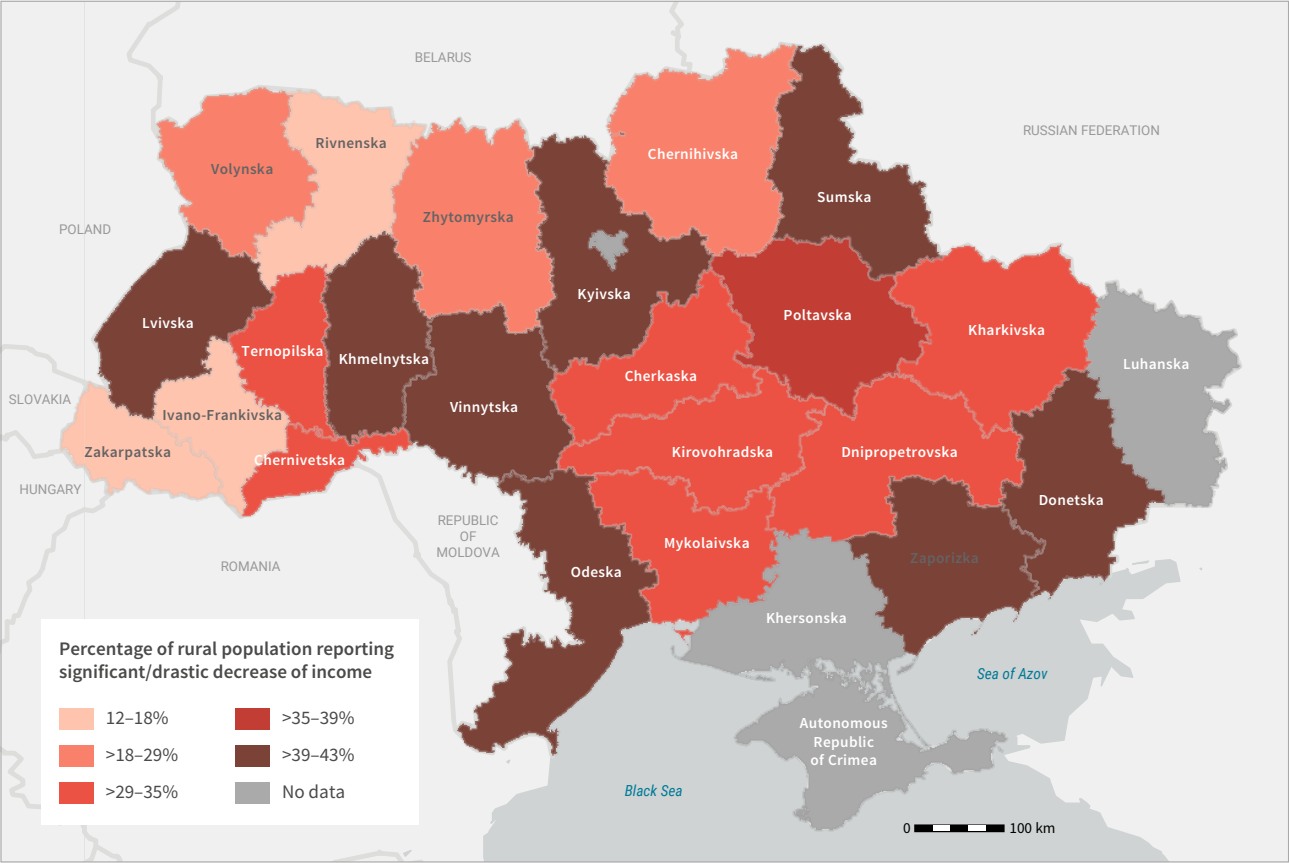 BELARUS
RUSSIAN FEDERATION
Rivnenska
Chernihivska
Volynska
Sumska
Zhytomyrska
POLAND
Kyivska
Poltavska
Lvivska
Kharkivska
Ternopilska
Khmelnytska
Luhanska
Cherkaska
SLOVAKIA
Vinnytska
Ivano-Frankivska
Zakarpatska
Kirovohradska
Dnipropetrovska
Chernivetska
HUNGARY
Donetska
REPUBLIC
OF
MOLDOVA
Mykolaivska
Zaporizka
ROMANIA
Odeska
Khersonska
Percentage of rural population reporting
significant/drastic decrease of income
12–18%
>18–29%
>29–35%
>35–39%
>39–43%
No data
Sea of Azov
Autonomous
Republic
of Crimea
Black Sea
0 100 km